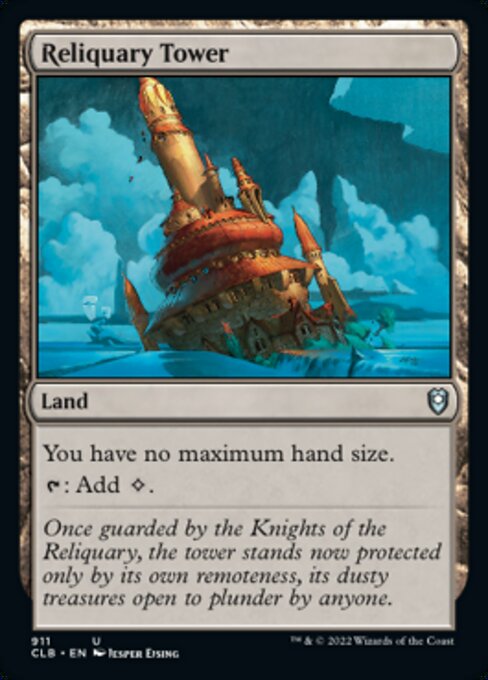 Reliquary Tower
Land
You have no maximum hand size.
: Add .
Once guarded by the Knights of the
Reliquary, the tower stands now protected
only by its own remoteness, its dusty
treasures open to plunder by anyone.
911 U
CLB • EN Jesper Ejsing
™ & © 2022 Wizards of the Coast